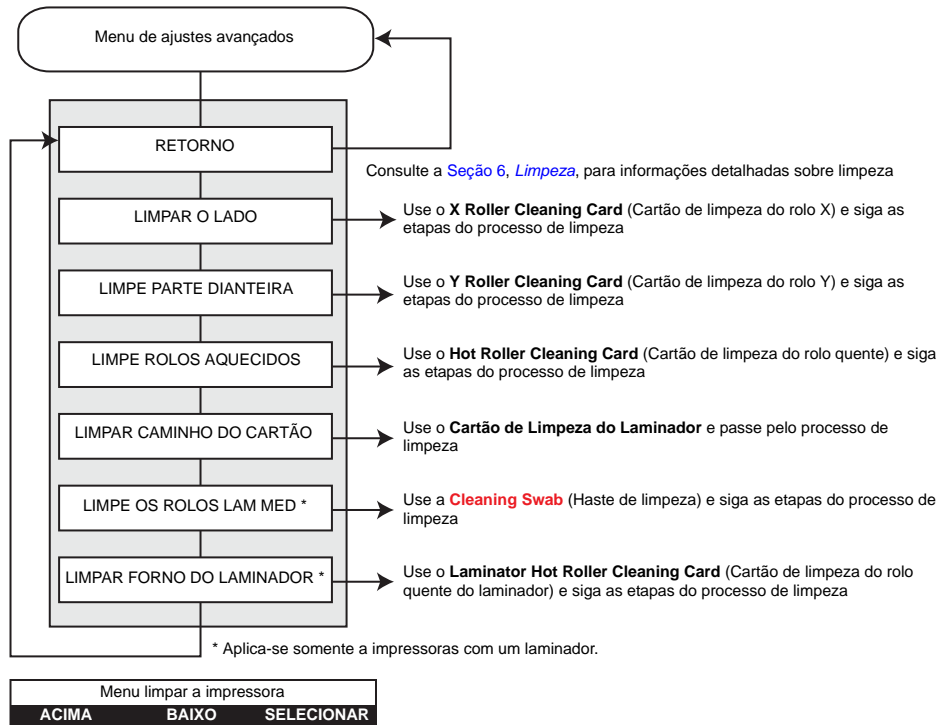 Menu de ajustes avançados
RETORNO
Consulte a Seção 6, Limpeza, para informações detalhadas sobre limpeza
LIMPAR O LADO
Use o X Roller Cleaning Card (Cartão de limpeza do rolo X) e siga as
etapas do processo de limpeza
LIMPE PARTE DIANTEIRA
Use o Y Roller Cleaning Card (Cartão de limpeza do rolo Y) e siga as
etapas do processo de limpeza
LIMPE ROLOS AQUECIDOS
Use o Hot Roller Cleaning Card (Cartão de limpeza do rolo quente) e siga
as etapas do processo de limpeza
LIMPAR CAMINHO DO CARTÃO
Use o Cartão de Limpeza do Laminador e passe pelo processo de
limpeza
LIMPE OS ROLOS LAM MED *
Use a Cleaning Swab (Haste de limpeza) e siga as etapas do processo de
limpeza
LIMPAR FORNO DO LAMINADOR *
Use o Laminator Hot Roller Cleaning Card (Cartão de limpeza do rolo
quente do laminador) e siga as etapas do processo de limpeza
* Aplica-se somente a impressoras com um laminador.
Menu limpar a impressora
ACIMA BAIXO SELECIONAR